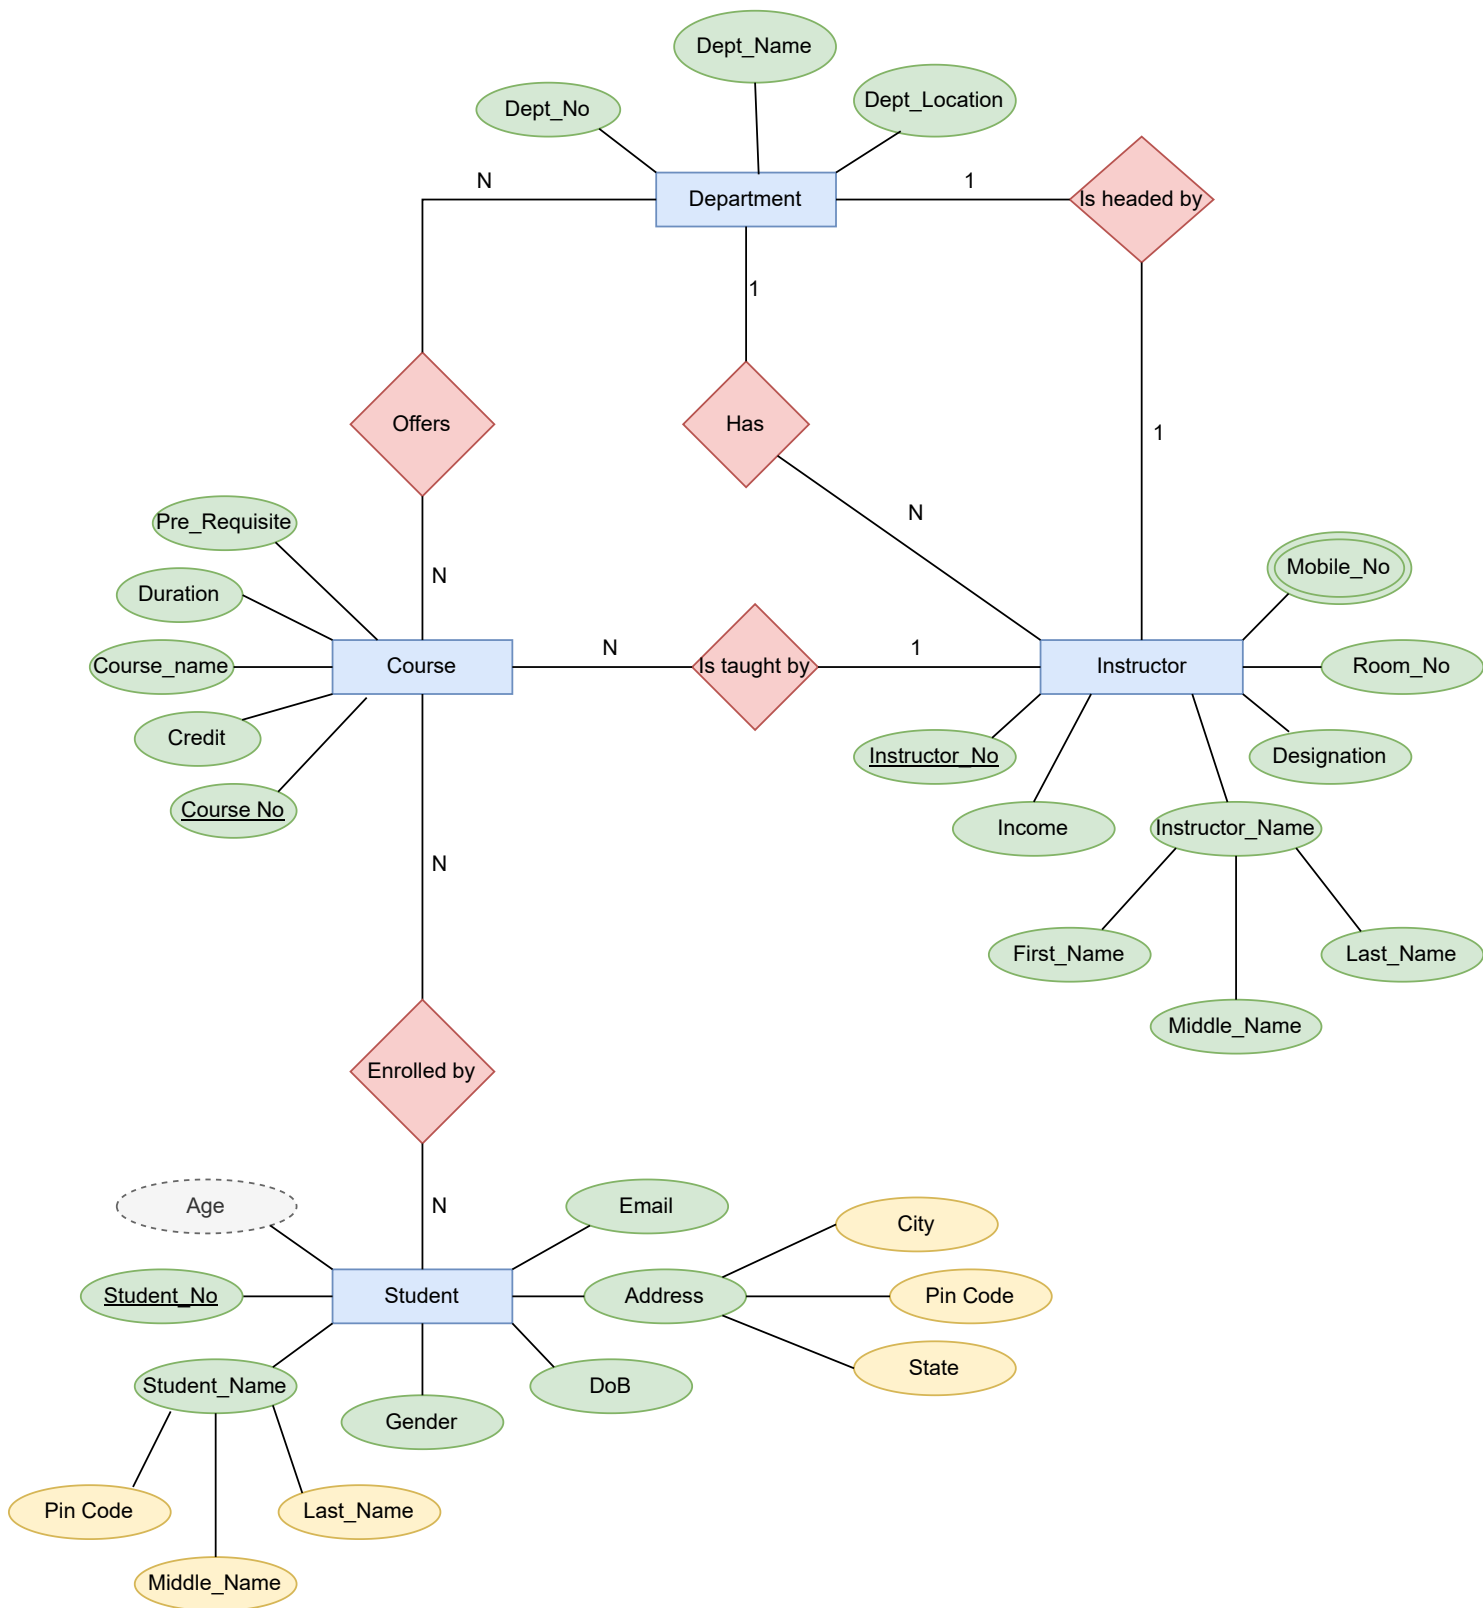 Dept_Name
Dept_No
Dept_Location
N
Department
1
Is headed by
1
Offers
Has
1
N
Pre_Requisite
N
Mobile_No
Duration
Course_name
Course
N
Is taught by
1
Instructor
Room_No
Credit
Instructor_No
Designation
Course No
Income
Instructor_Name
N
First_Name
Last_Name
Middle_Name
Enrolled by
Age
N
Email
City
Student_No
Student
Address
Pin Code
State
Student_Name
DoB
Gender
Pin Code
Last_Name
Middle_Name